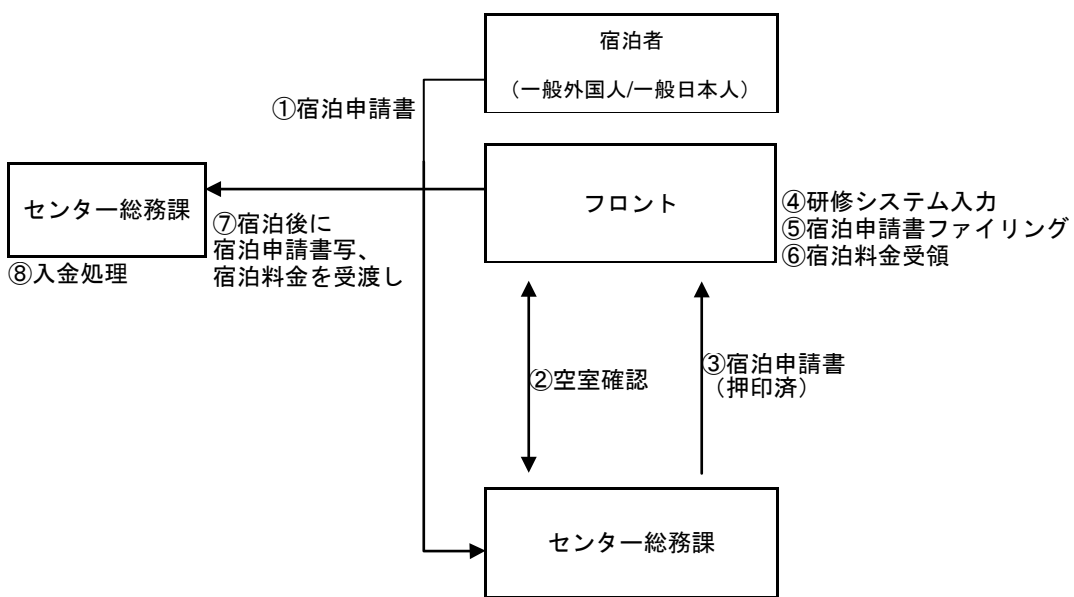 宿泊者
（一般外国人/一般日本人）
①宿泊申請書
センター総務課
フロント
④研修システム入力
⑤宿泊申請書ファイリング
⑥宿泊料金受領
⑦宿泊後に
宿泊申請書写、
宿泊料金を受渡し
⑧入金処理
②空室確認
③宿泊申請書
（押印済）
センター総務課